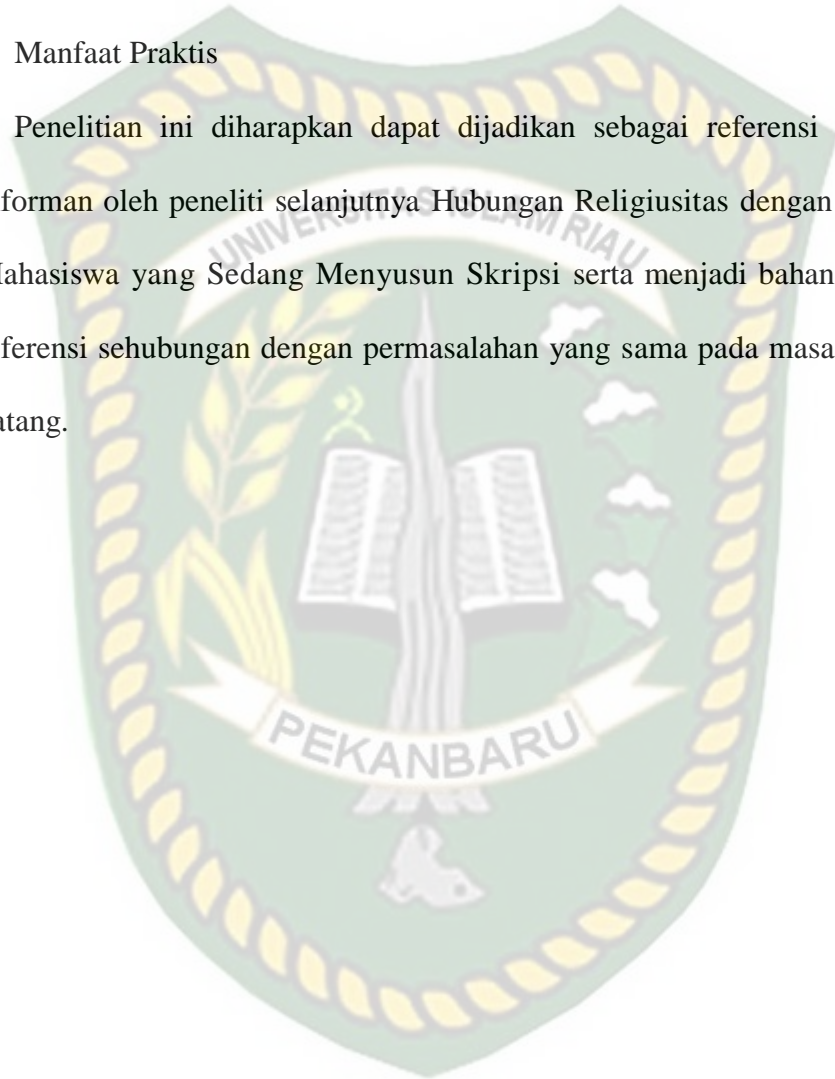 Manfaat Praktis
Penelitian ini diharapkan dapat dijadikan sebagai referensi
forman oleh peneliti selanjutnya Hubungan Religiusitas dengan
Mahasiswa yang Sedang Menyusun Skripsi serta menjadi bahan
ferensi sehubungan dengan permasalahan yang sama pada masa
atang.
UNIVERSITAS ISLAM RIAU
PEKANBARU